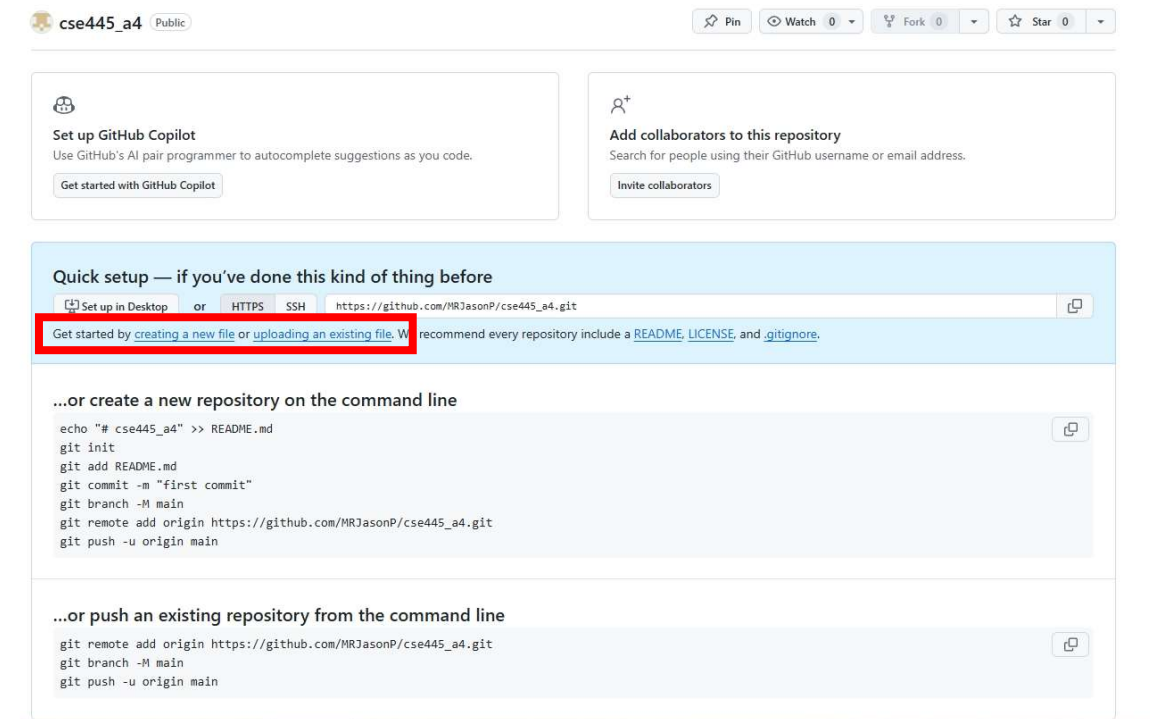 cse445_a4 Public Pin Watch 0 Fork 0 Star 0
Set up GitHub Copilot
Use GitHub's AI pair programmer to autocomplete suggestions as you code.
Get started with GitHub Copilot
Add collaborators to this repository
Search for people using their GitHub username or email address.
Invite collaborators
Quick setup — if you've done this kind of thing before
Set up in Desktop or HTTPS SSH https://github.com/MRJasonP/cse445_a4.git
Get started by creating a new file or uploading an existing file. recommend every repository include a README, LICENSE, and .gitignore.
...or create a new repository on the command line
echo "# cse445_a4" >> README.md
git init
git add README.md
git commit -m "first commit"
git branch -M main
git remote add origin https://github.com/MRJasonP/cse445_a4.git
git push -u origin main
...or push an existing repository from the command line
git remote add origin https://github.com/MRJasonP/cse445_a4.git
git branch -M main
git push -u origin main